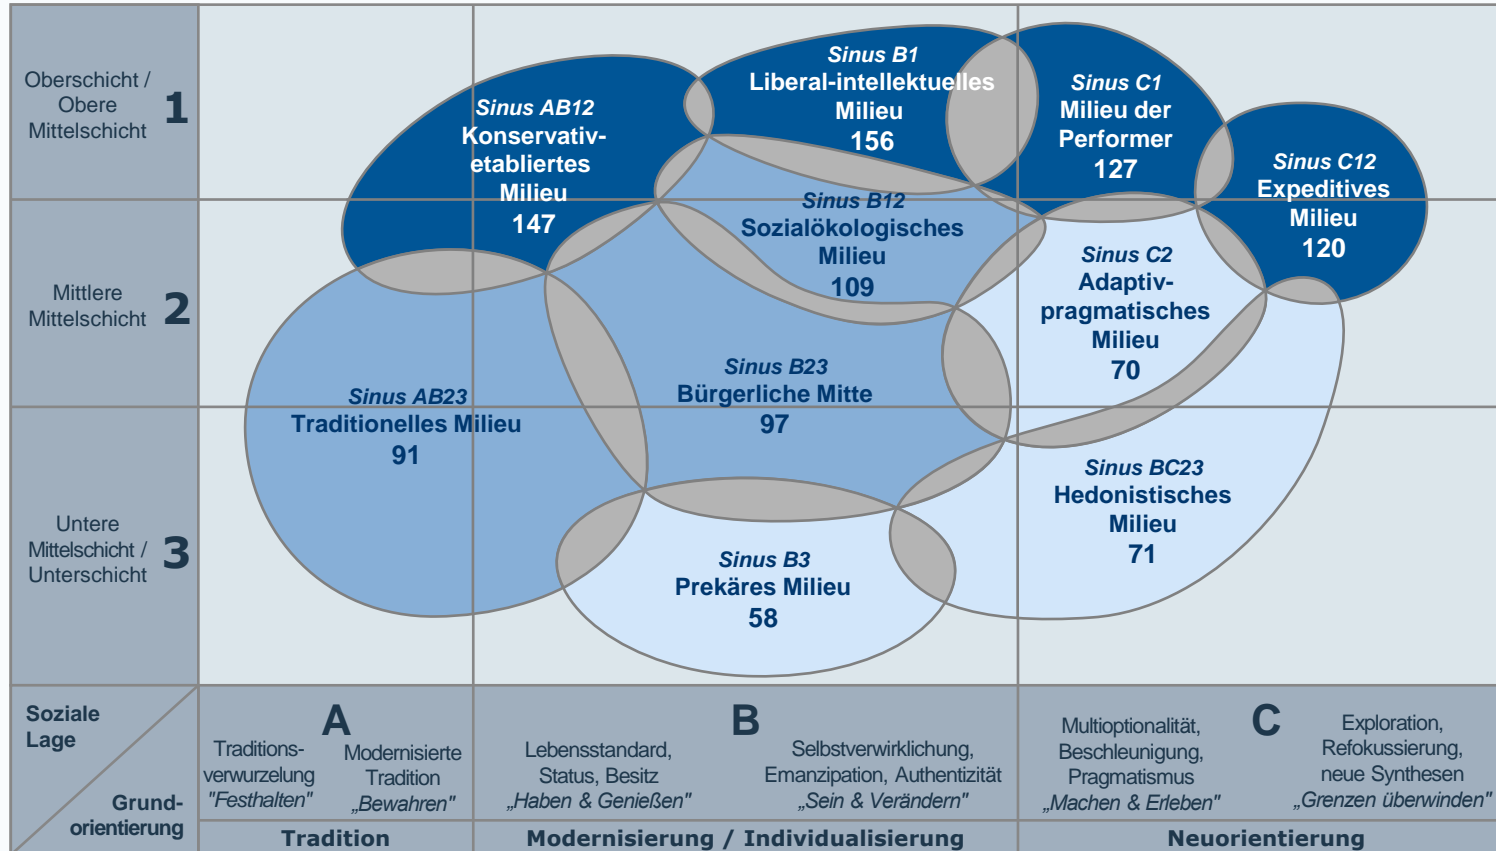 Oberschicht /
Obere
Mittelschicht
1
Mittlere
Mittelschicht
2
Untere
Mittelschicht /
Unterschicht
3
Sinus AB12
Konservativ-
etabliertes
Milieu
147
Sinus B1
Liberal-intellektuelles
Milieu
156
Sinus C1
Milieu der
Performer
127
Sinus C12
Expeditives
Milieu
120
Sinus B12
Sozialökologisches
Milieu
109
Sinus C2
Adaptiv-
pragmatisches
Milieu
70
Sinus AB23
Traditionelles Milieu
91
Sinus B23
Bürgerliche Mitte
97
Sinus BC23
Hedonistisches
Milieu
71
Sinus B3
Prekäres Milieu
58
Soziale
Lage
Grund-
orientierung
A
Traditions-
verwurzelung
"Festhalten"
Modernisierte
Tradition
„Bewahren"
B
Lebensstandard,
Status, Besitz
„Haben & Genießen"
Selbstverwirklichung,
Emanzipation, Authentizität
„Sein & Verändern"
C
Multioptionalität,
Beschleunigung,
Pragmatismus
„Machen & Erleben"
Exploration,
Refokussierung,
neue Synthesen
„Grenzen überwinden"
Tradition
Modernisierung / Individualisierung
Neuorientierung